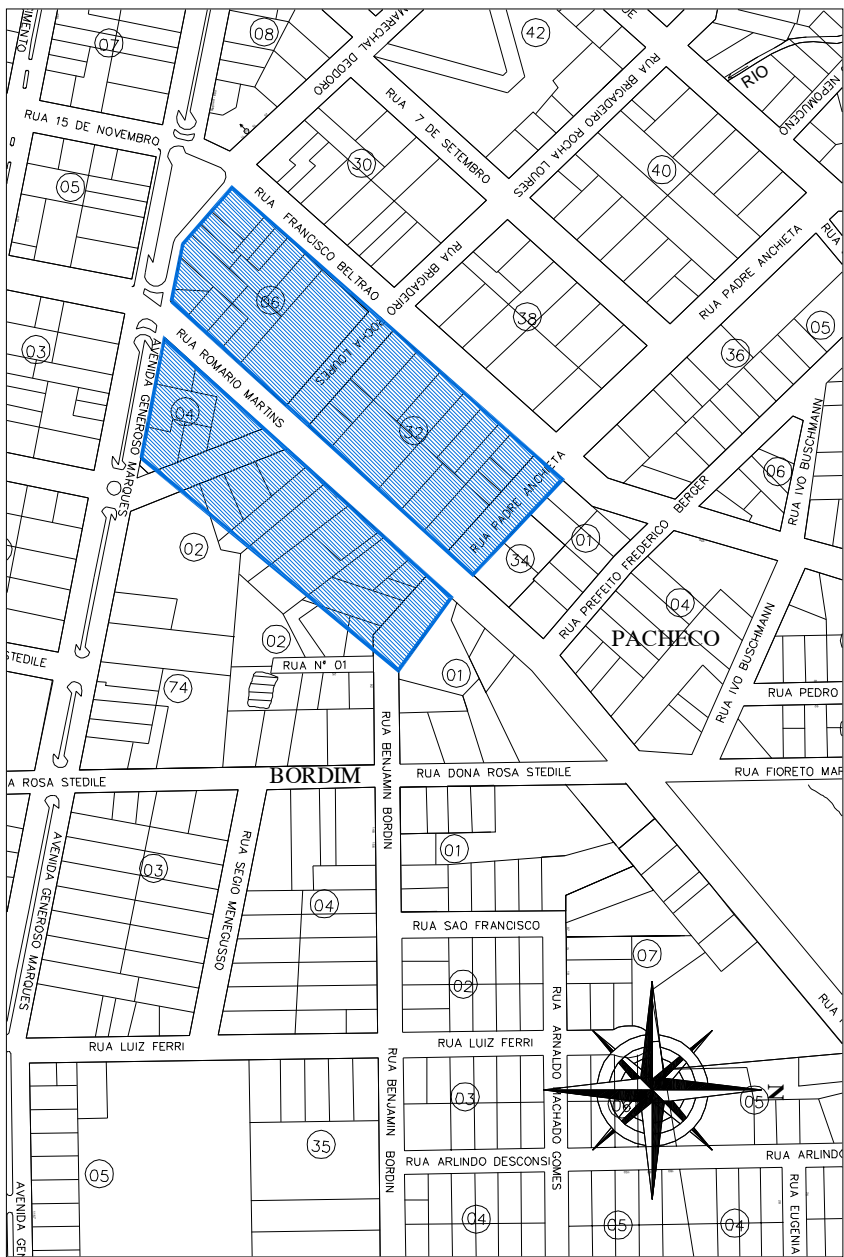 VIMENTO
07
08
MARECHAL DEODORO
42
RUA BRIGADEIRO ROCHA LOURES
RIO
NEPOMUCENO
RUA 15 DE NOVEMBRO
RUA 7 DE SETEMBRO
05
30
40
RUA FRANCISCO BELTRAO
RUA BRIGADEIRO
ROCHA LOURES
RUA PADRE ANCHIETA
RUA
06
38
36
05
03
AVENIDA GENEROSO MARQUES
RUA ROMARIO MARTINS
04
32
RUA PADRE ANCHIETA
06
RUA IVO BUSCHMANN
02
34
01
RUA PREFEITO FREDERICO BERGER
04
PACHECO
RUA IVO BUSCHMANN
STEDILE
02
RUA N° 01
01
74
RUA PEDRO
RUA BENJAMIN BORDIN
A ROSA STEDILE
BORDIM
RUA DONA ROSA STEDILE
RUA FIORETO MAR
AVENIDA GENEROSO MARQUES
RUA SEGIO MENEGUSSO
03
04
01
RUA SAO FRANCISCO
07
02
RUA
RUA LUIZ FERRI
RUA LUIZ FERRI
RUA ARNALDO MACHADO GOMES
RUA BENJAMIN BORDIN
03
06
05
N
35
05
RUA ARLINDO DESCONSI
RUA ARLINDO
AVENIDA GEN
04
05
04
RUA EUGENIA